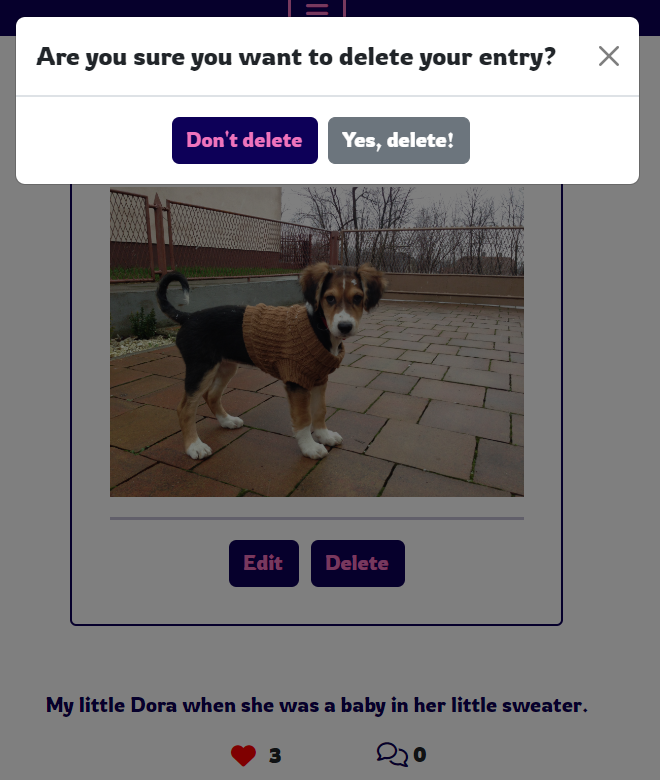 Are you sure you want to delete your entry?
Don't delete Yes, delete!
Edit Delete
My little Dora when she was a baby in her little sweater.
3 0